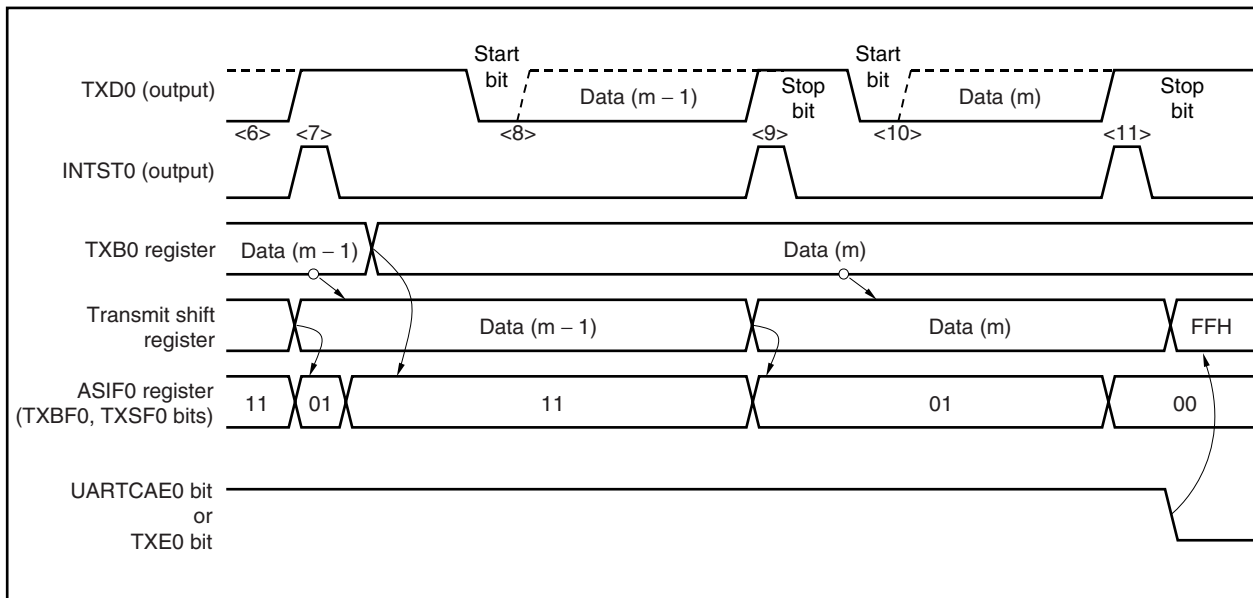 Start
bit
Start
bit
TXD0 (output)
Data (m – 1)
Stop
bit
Data (m)
Stop
bit
<6>
<7>
<8>
<9>
<10>
<11>
INTST0 (output)
TXB0 register
Data (m – 1)
Data (m)
Transmit shift
register
Data (m – 1)
Data (m)
FFH
ASIF0 register
(TXBF0, TXSF0 bits)
11
01
11
01
00
UARTCAE0 bit
or
TXE0 bit